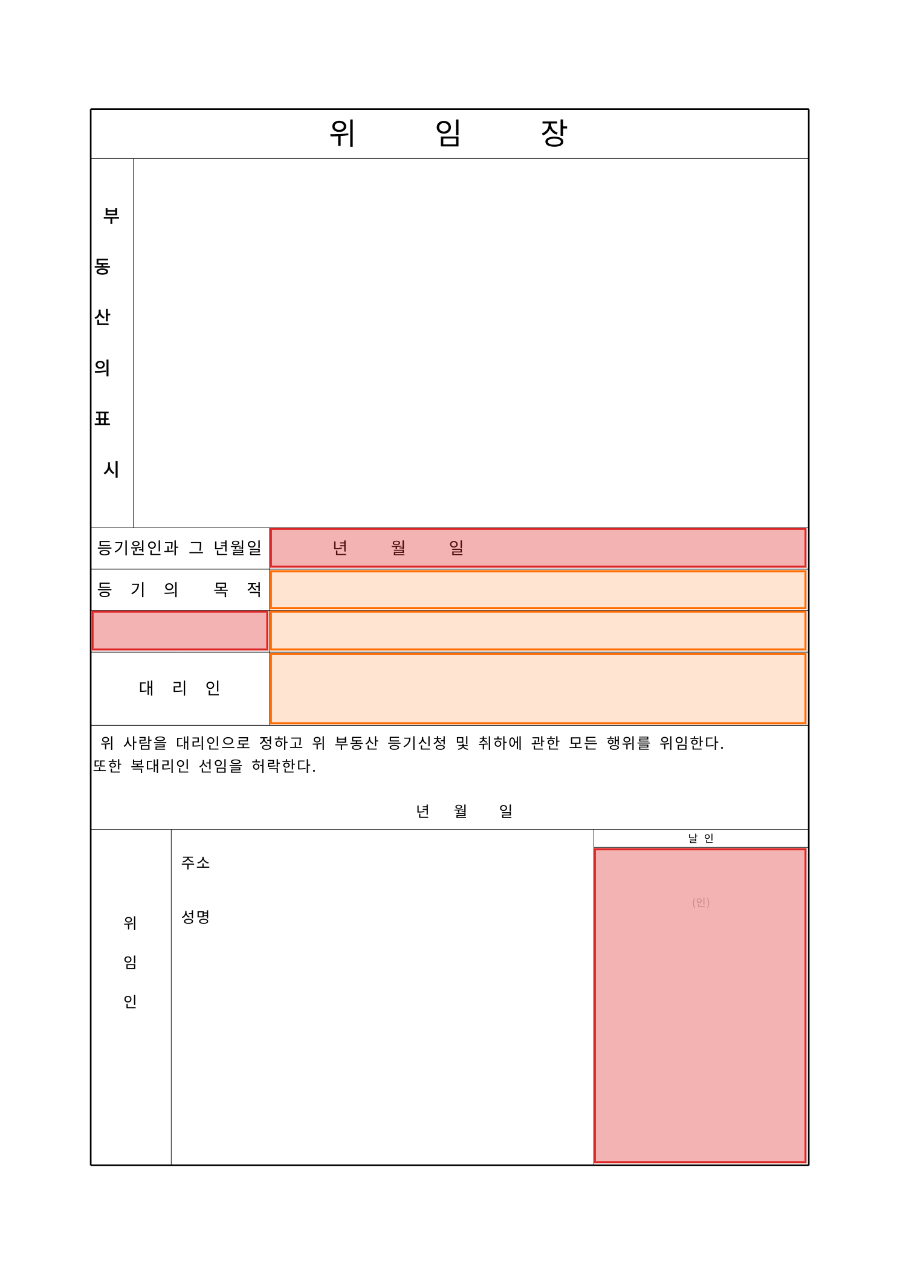 위 임 장
부
동
산
의
표
시
등기원인과 그 년월일 년 월 일
등 기 의 목 적
대 리 인
위 사람을 대리인으로 정하고 위 부동산 등기신청 및 취하에 관한 모든 행위를 위임한다.
또한 복대리인 선임을 허락한다.
년 월 일
날 인
주소
(인)
성명
위
임
인